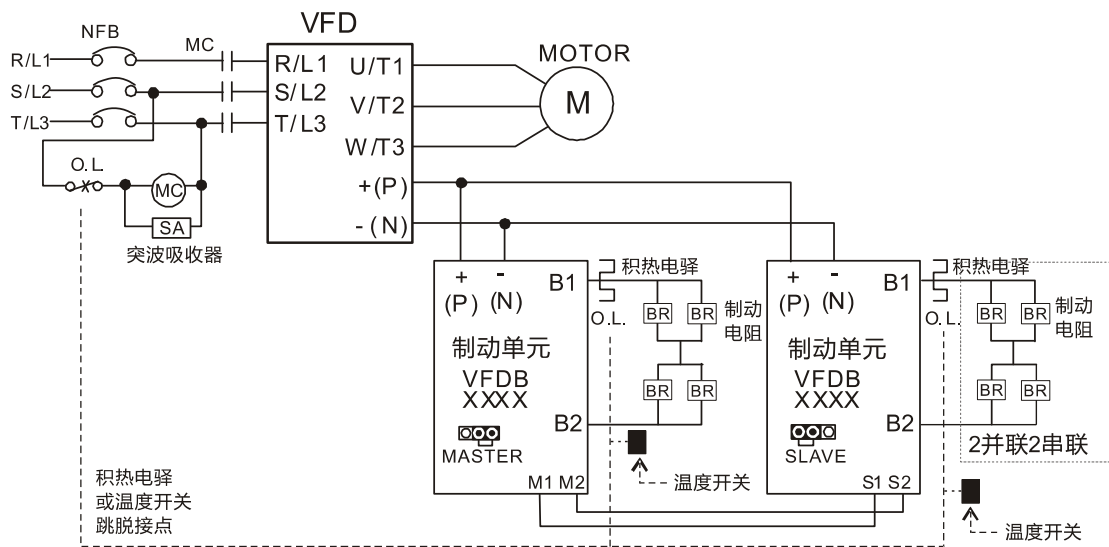 VFD
NFB
MC
MOTOR
R/L1
R/L1
U/T1
S/L2
S/L2
V/T2
M
T/L3
T/L3
W/T3
O.L.
MC
+(P)
SA
-(N)
突波吸收器
+
(P)
-
(N)
B1
积热电驿
O.L.
BR
BR
制动
电阻
制动单元
VFDB
XXXX
BR
BR
B2
MASTER
M1 M2
温度开关
+
(P)
-
(N)
B1
积热电驿
O.L.
BR
BR
制动
电阻
制动单元
VFDB
XXXX
BR
BR
B2
2并联2串联
SLAVE
S1 S2
温度开关
积热电驿
或温度开关
跳脱接点